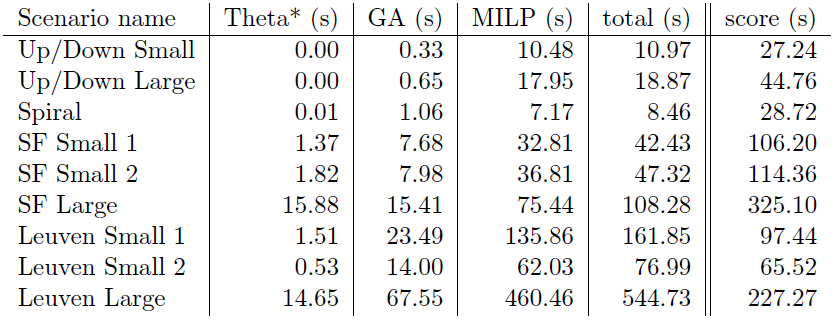 Scenario name Theta* (s) GA (s) MILP (s) total (s) score (s)
Up/Down Small 0.00 0.33 10.48 10.97 27.24
Up/Down Large 0.00 0.65 17.95 18.87 44.76
Spiral 0.01 1.06 7.17 8.46 28.72
SF Small 1 1.37 7.68 32.81 42.43 106.20
SF Small 2 1.82 7.98 36.81 47.32 114.36
SF Large 15.88 15.41 75.44 108.28 325.10
Leuven Small 1 1.51 23.49 135.86 161.85 97.44
Leuven Small 2 0.53 14.00 62.03 76.99 65.52
Leuven Large 14.65 67.55 460.46 544.73 227.27